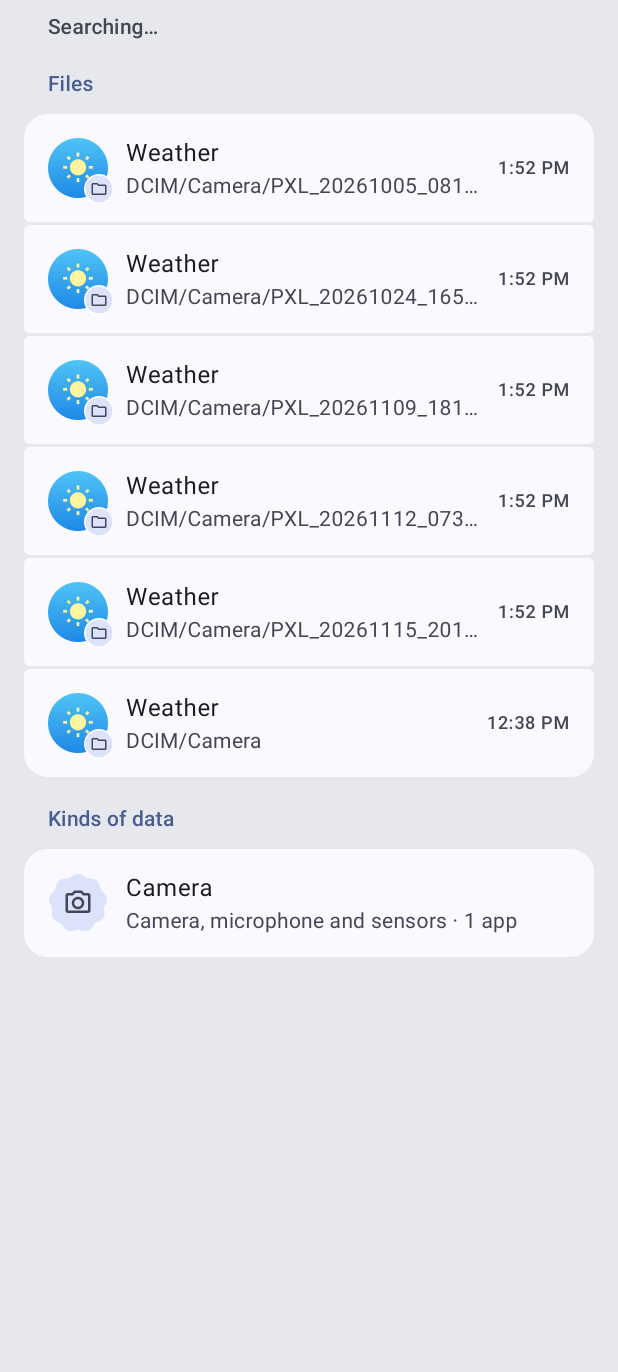 Searching…
Files
Weather
DCIM/Camera/PXL_20261005_081…
1:52 PM
Weather
DCIM/Camera/PXL_20261024_165…
1:52 PM
Weather
DCIM/Camera/PXL_20261109_181…
1:52 PM
Weather
DCIM/Camera/PXL_20261112_073…
1:52 PM
Weather
DCIM/Camera/PXL_20261115_201…
1:52 PM
Weather
DCIM/Camera
12:38 PM
Kinds of data
Camera
Camera, microphone and sensors · 1 app